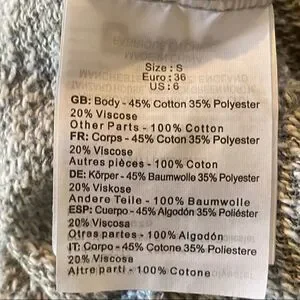 Size: S
Euro: 36
US: 6
GB: Body - 45% Cotton 35% Polyester
20% Viscose
Other Parts - 100% Cotton
FR: Corps - 45% Coton 35% Polyester
20% Viscose
Autres pièces - 100% Coton
DE: Körper - 45% Baumwolle 35% Polyester
20% Viskose
Andere Teile - 100% Baumwolle
ESP: Cuerpo - 45% Algodón 35% Poliéster
20% Viscosa
Otras partes - 100% Algodón
IT: Corpo - 45% Cotone 35% Poliestere
20% Viscosa
Altre parti - 100% Cotone